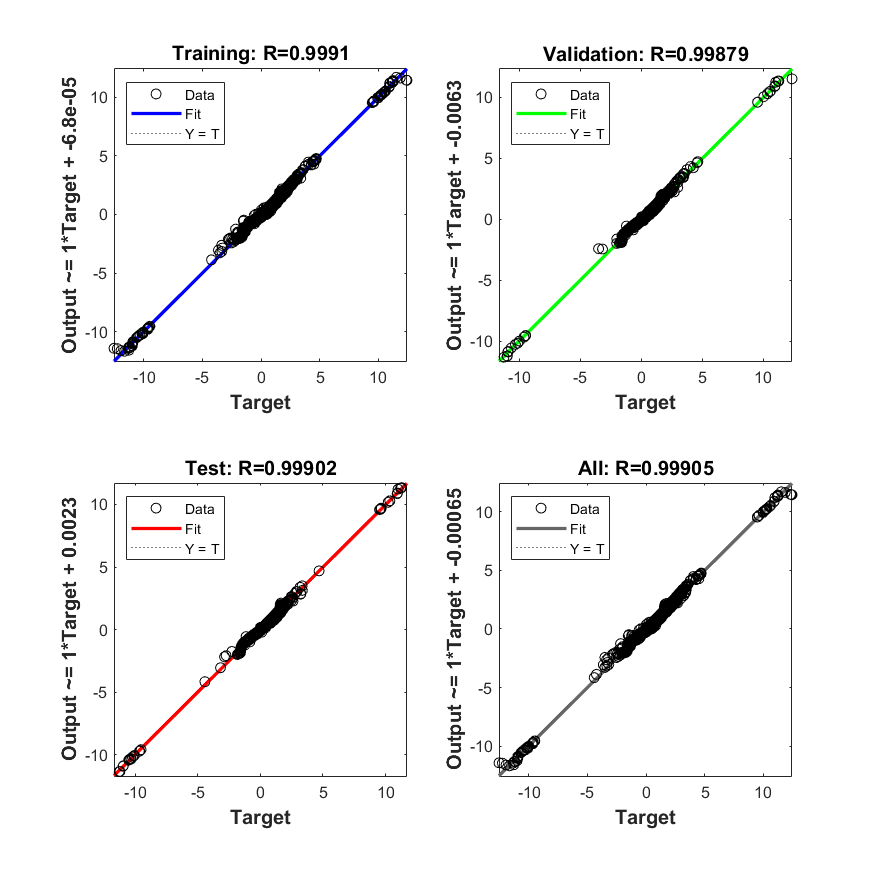 Training: R=0.9991
Output ~= 1*Target + -6.8e-05
Data
Fit
Y = T
10
5
0
-5
-10
-10
-5
0
5
10
Target
Validation: R=0.99879
Output ~= 1*Target + -0.0063
Data
Fit
Y = T
10
5
0
-5
-10
-10
-5
0
5
10
Target
Test: R=0.99902
Output ~= 1*Target + 0.0023
Data
Fit
Y = T
10
5
0
-5
-10
-10
-5
0
5
10
Target
All: R=0.99905
Output ~= 1*Target + -0.00065
Data
Fit
Y = T
10
5
0
-5
-10
-10
-5
0
5
10
Target